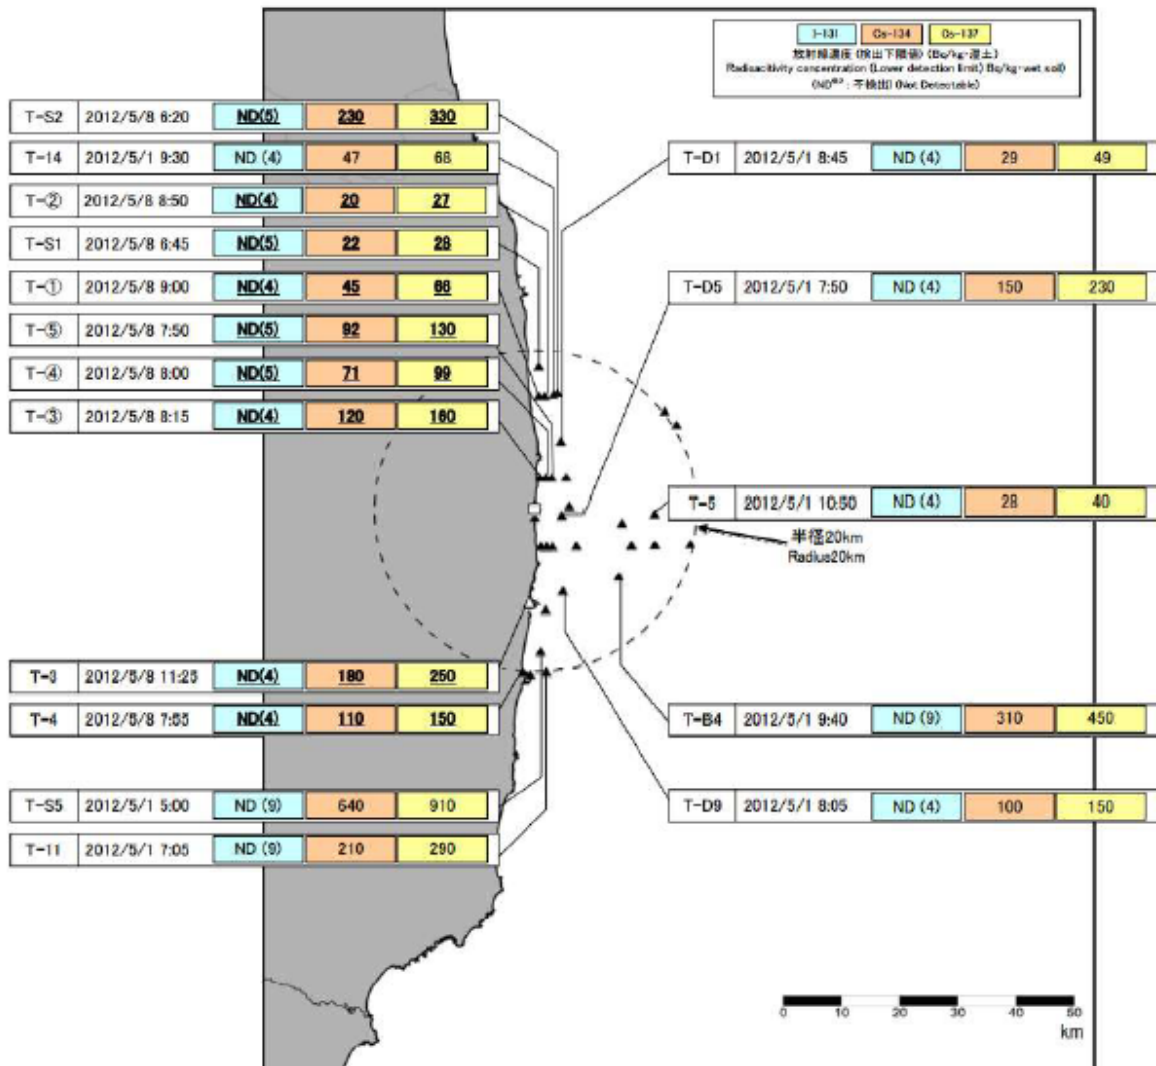 I-131 Cs-134 Cs-137
放射線濃度 (検出下限値) (Bq/kg・湿土)
Radioacitivity concentration (Lower detection limit) Bq/kg・wet soil)
: 不検出) (Not Detectable)
T-S2 2012/5/8 6:20 ND(5) 230 330
T-14 2012/5/1 9:30 ND (4) 47 68
T-② 2012/5/8 8:50 ND(4) 20 27
T-S1 2012/5/8 6:45 ND(5) 22 28
T-① 2012/5/8 9:00 ND(4) 45 66
T-⑤ 2012/5/8 7:50 ND(5) 92 130
T-④ 2012/5/8 8:00 ND(5) 71 99
T-③ 2012/5/8 8:15 ND(4) 120 160
T-3 2012/5/8 11:25 ND(4) 180 250
T-4 2012/5/8 7:55 ND(4) 110 150
T-S5 2012/5/1 5:00 ND (9) 640 910
T-11 2012/5/1 7:05 ND (9) 210 290
T-D1 2012/5/1 8:45 ND (4) 29 49
T-D5 2012/5/1 7:50 ND (4) 150 230
T-5 2012/5/1 10:50 ND (4) 28 40
半径20km
Radius20km
T-B4 2012/5/1 9:40 ND (9) 310 450
T-D9 2012/5/1 8:05 ND (4) 100 150
0 10 20 30 40 50
km